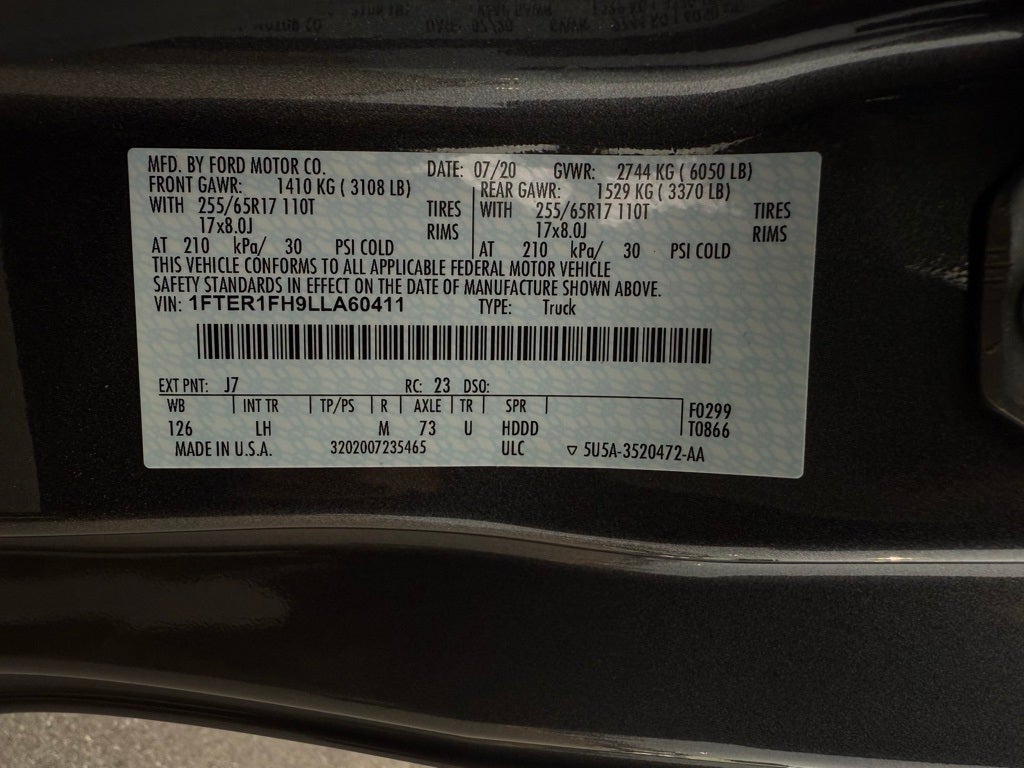 MFD. BY FORD MOTOR CO. DATE: 07/20 GVWR: 2744 KG ( 6050 LB)
FRONT GAWR: 1410 KG ( 3108 LB) REAR GAWR: 1529 KG ( 3370 LB)
WITH 255/65R17 110T TIRES WITH 255/65R17 110T TIRES
17x8.0J RIMS 17x8.0J RIMS
AT 210 kPa/ 30 PSI COLD AT 210 kPa/ 30 PSI COLD
THIS VEHICLE CONFORMS TO ALL APPLICABLE FEDERAL MOTOR VEHICLE
SAFETY STANDARDS IN EFFECT ON THE DATE OF MANUFACTURE SHOWN ABOVE.
VIN: 1FTER1FH9LLA60411 TYPE: Truck
EXT PNT: J7 RC: 23 DSO:
WB INT TR TP/PS R AXLE TR SPR F0299
126 LH M 73 U HDDD T0866
MADE IN U.S.A. 3202007235465 ULC ▽ 5U5A-3520472-AA